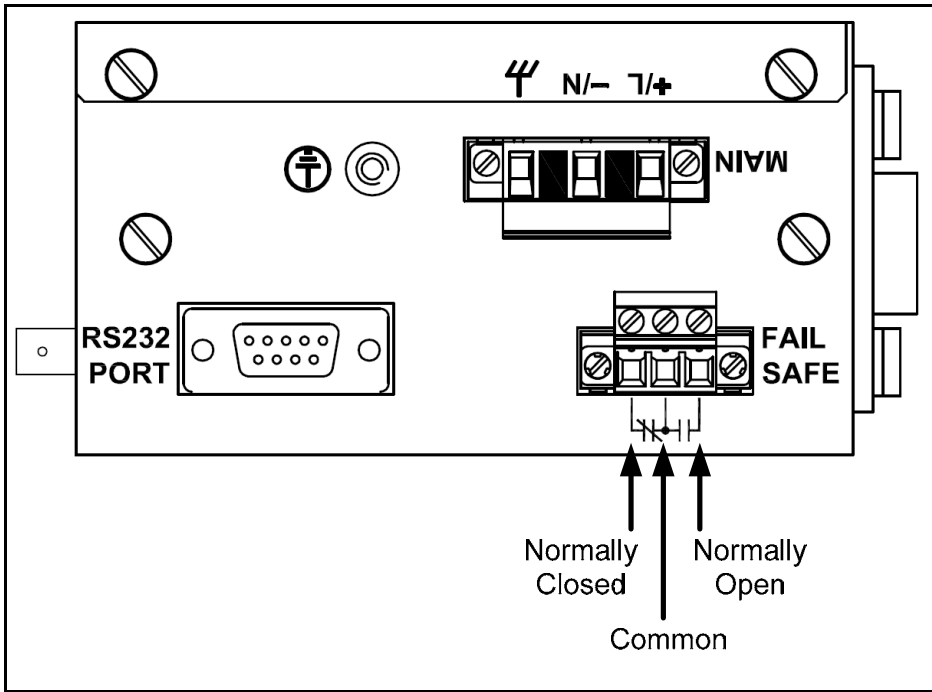 N/− L/+
MAIN
RS232
PORT
FAIL
SAFE
Normally
Closed
Normally
Open
Common